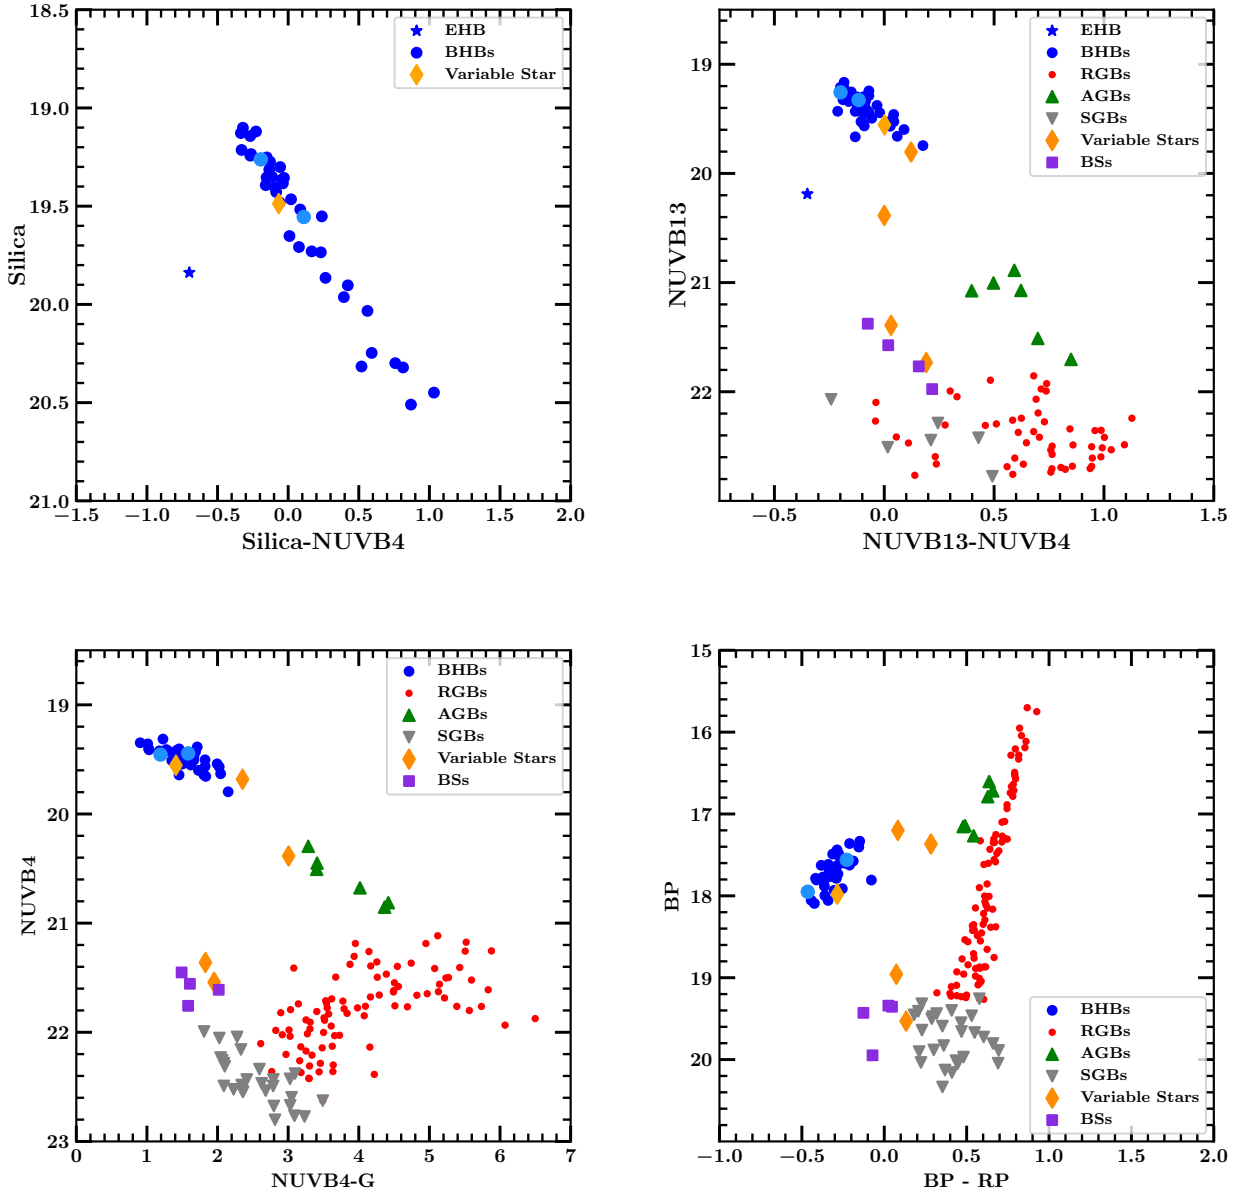 18.5
19.0
19.5
20.0
20.5
21.0
Silica
−1.5 −1.0 −0.5 0.0 0.5 1.0 1.5 2.0
Silica-NUVB4
EHB
BHBs
Variable Star
19
20
21
22
NUVB13
−0.5 0.0 0.5 1.0 1.5
NUVB13-NUVB4
EHB
BHBs
RGBs
AGBs
SGBs
Variable Stars
BSs
19
20
21
22
23
NUVB4
0 1 2 3 4 5 6 7
NUVB4-G
BHBs
RGBs
AGBs
SGBs
Variable Stars
BSs
15
16
17
18
19
20
BP
−1.0 −0.5 0.0 0.5 1.0 1.5 2.0
BP - RP
BHBs
RGBs
AGBs
SGBs
Variable Stars
BSs